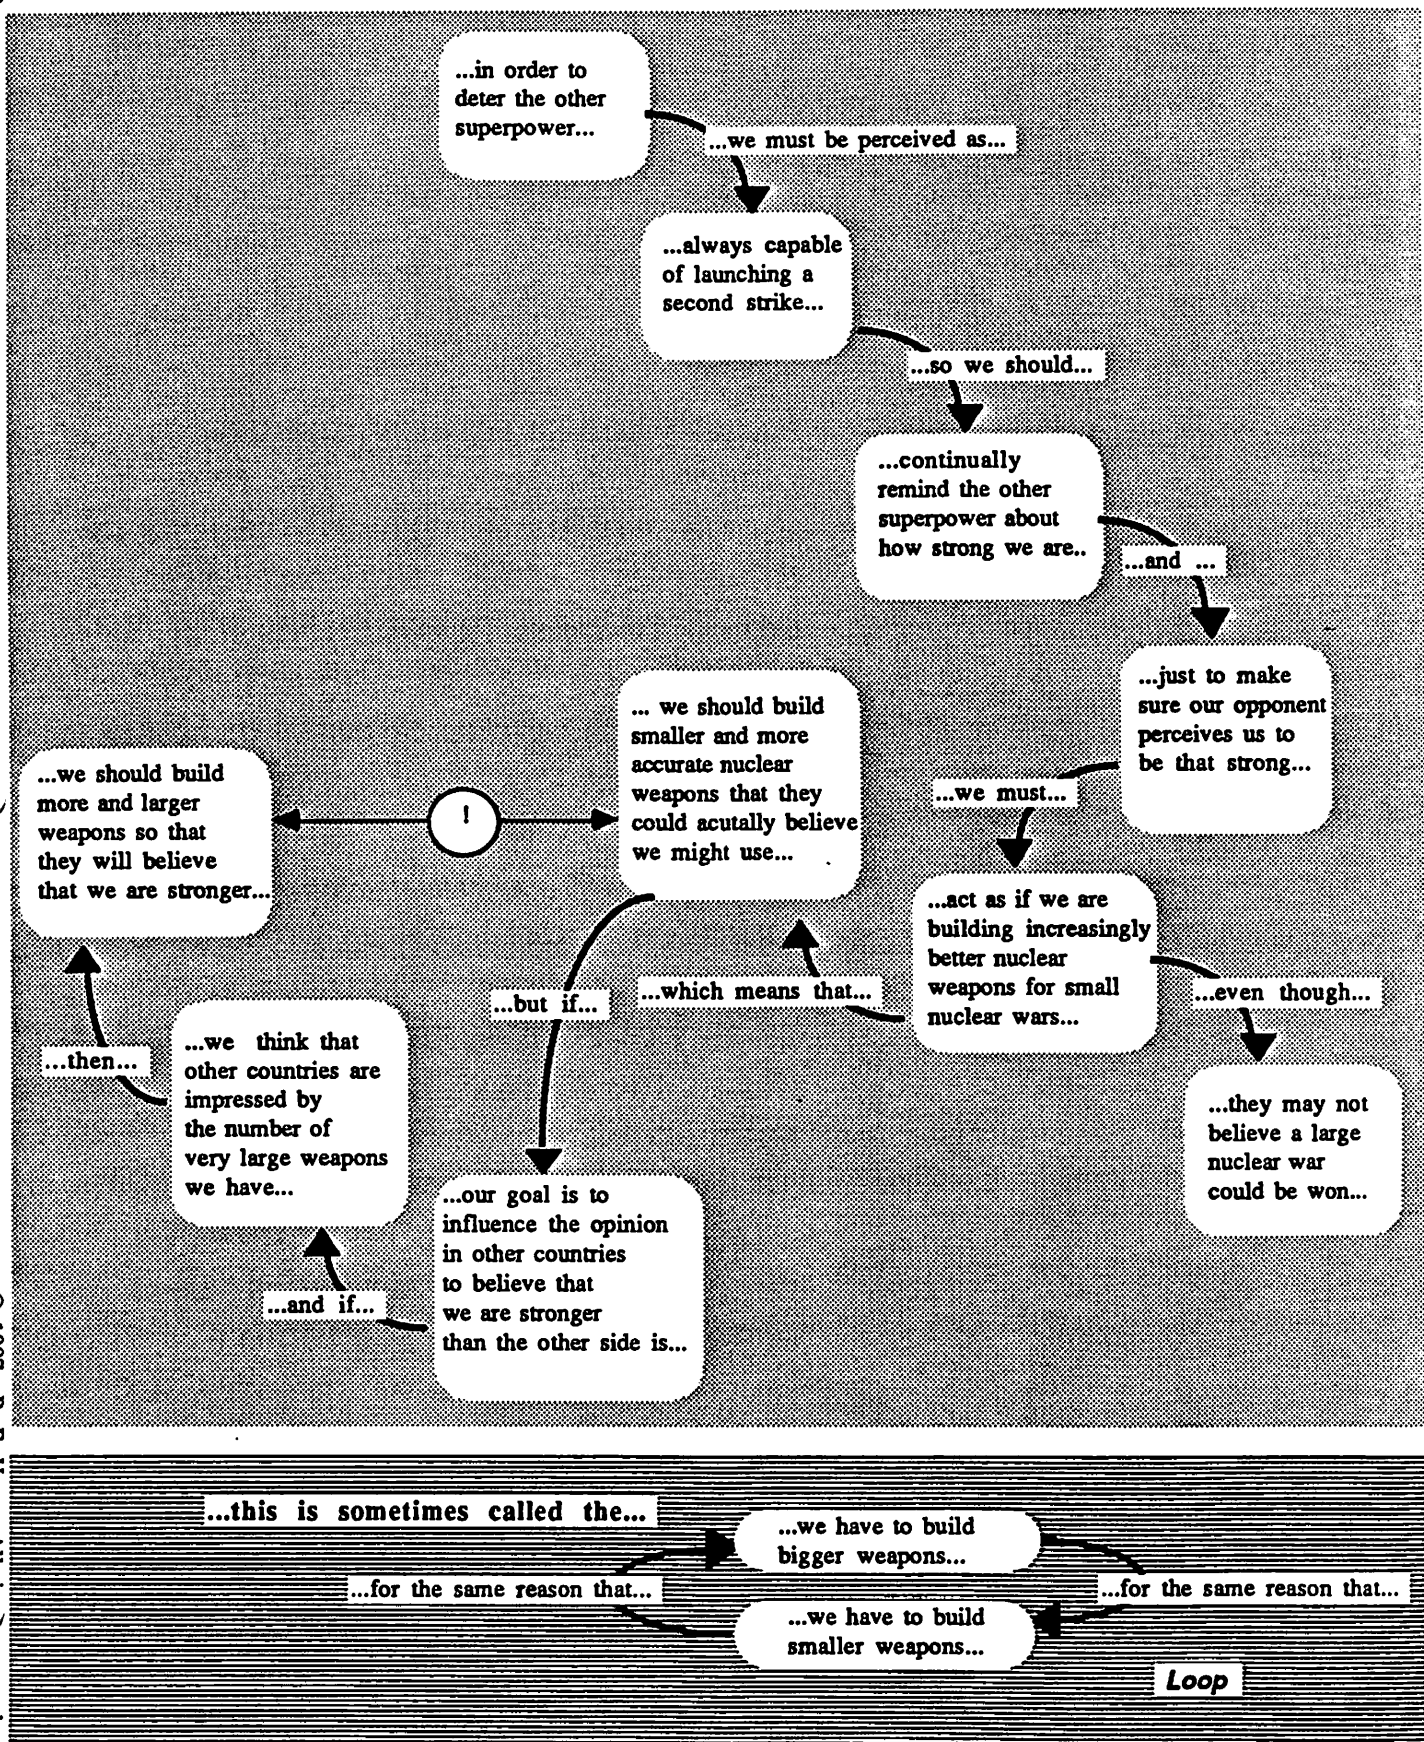 ...in order to
deter the other
superpower...
...we must be perceived as...
...always capable
of launching a
second strike...
...so we should...
...continually
remind the other
superpower about
how strong we are..
...and ...
...just to make
sure our opponent
perceives us to
be that strong...
...we must...
...act as if we are
building increasingly
better nuclear
weapons for small
nuclear wars...
...even though...
...they may not
believe a large
nuclear war
could be won...
...which means that...
... we should build
smaller and more
accurate nuclear
weapons that they
could acutally believe
we might use...
...but if...
...our goal is to
influence the opinion
in other countries
to believe that
we are stronger
than the other side is...
...and if...
...we think that
other countries are
impressed by
the number of
very large weapons
we have...
...then...
...we should build
more and larger
weapons so that
they will believe
that we are stronger...
!
...this is sometimes called the...
...we have to build
bigger weapons...
...for the same reason that...
...for the same reason that...
...we have to build
smaller weapons...
Loop